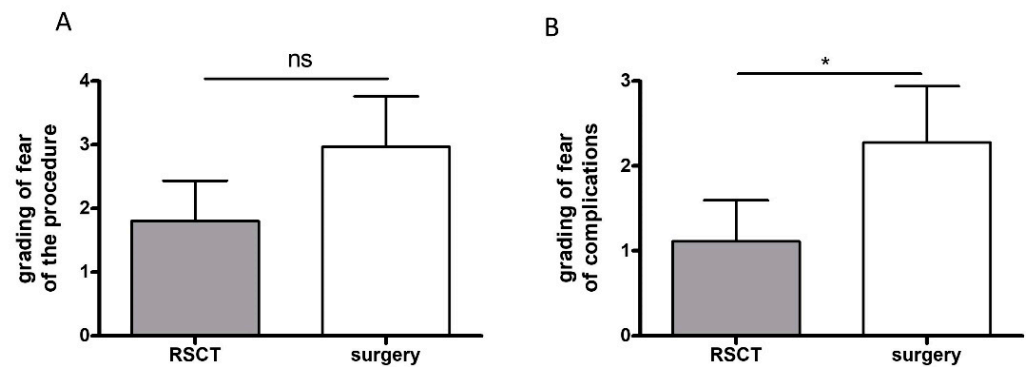 A
ns
grading of fear
of the procedure
4
3
2
1
0
RSCT
surgery
B
*
grading of fear
of complications
3
2
1
0
RSCT
surgery